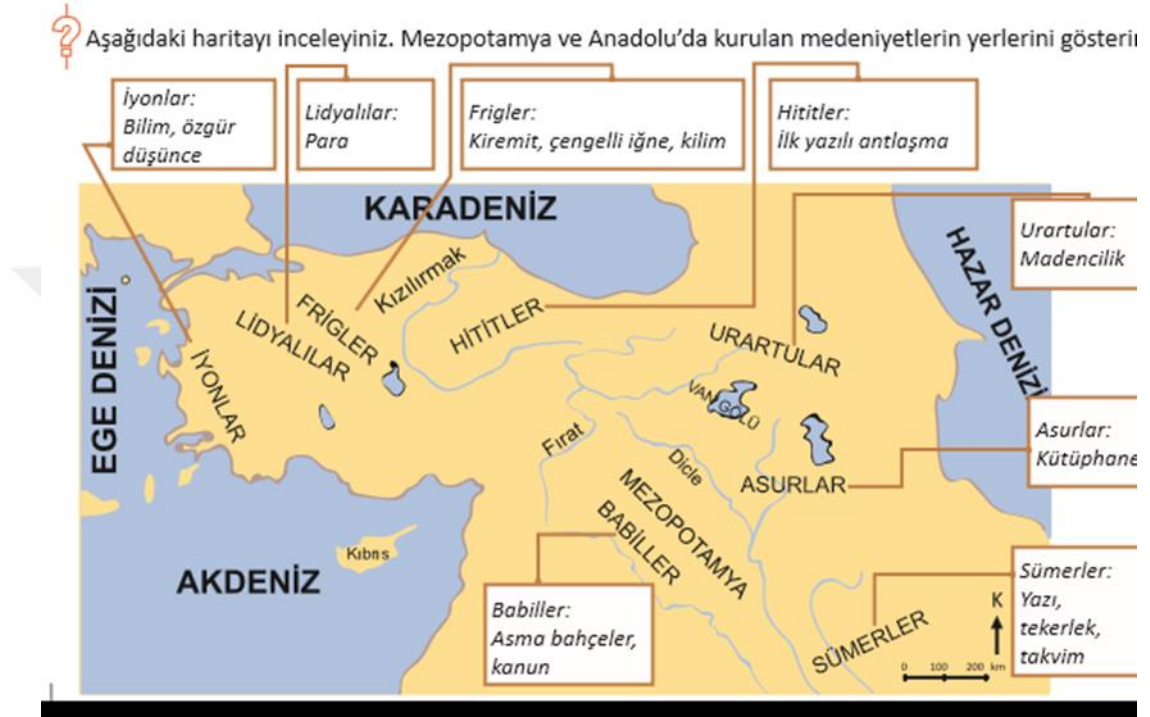 ?
Aşağıdaki haritayı inceleyiniz. Mezopotamya ve Anadolu'da kurulan medeniyetlerin yerlerini
İyonlar:
Bilim, özgür
düşünce
Lidyalılar:
Para
Frigler:
Kiremit, çengelli iğne, kilim
Hititler:
İlk yazılı antlaşma
Urartular:
Madencilik
Asurlar:
Kütüphane
Sümerler:
Yazı,
tekerlek,
takvim
Babiller:
Asma bahçeler,
kanun
KARADENİZ
HAZAR DENİZİ
EGE DENİZİ
AKDENİZ
Kızılırmak
FRİGLER
LİDYALILAR
HİTİTLER
İYONLAR
URARTULAR
VAN GÖLÜ
Fırat
Dicle
ASURLAR
MEZOPOTAMYA
BABİLLER
SÜMERLER
Kıbrıs
K
0 100 200 km